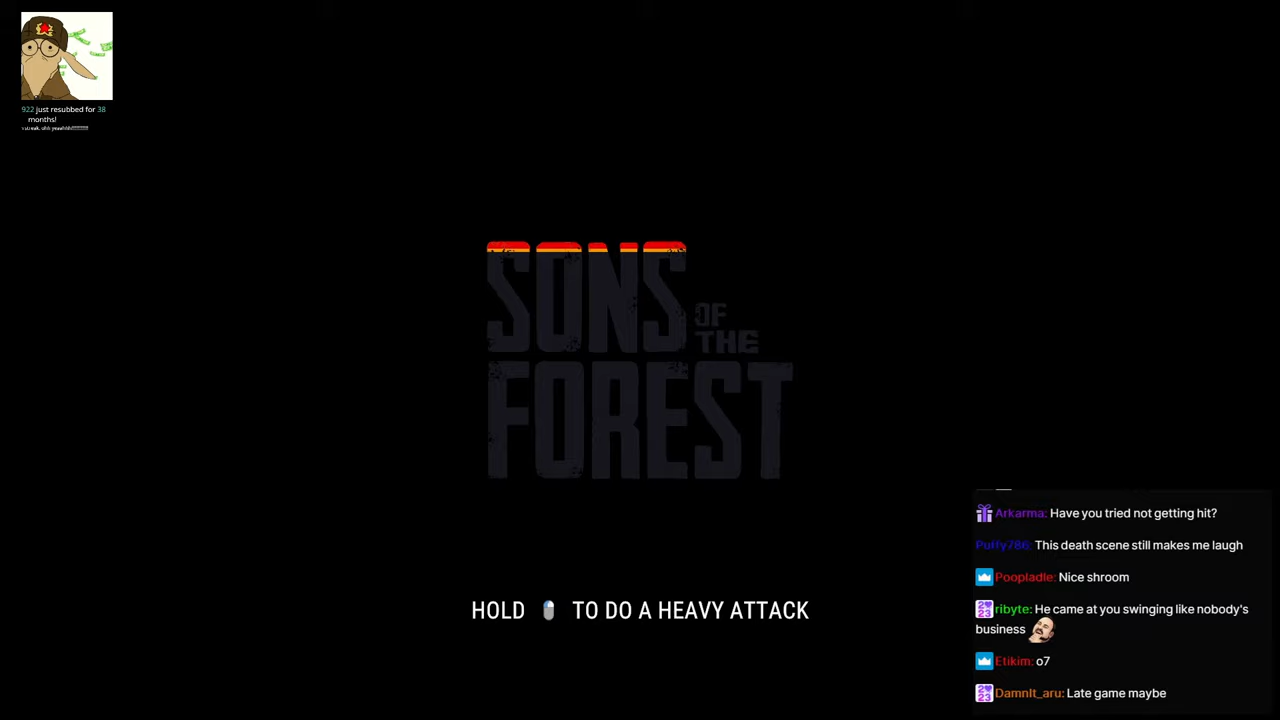 922 just resubbed for 38
months!
SONS
OF
THE
FOREST
HOLD TO DO A HEAVY ATTACK
Arkarma: Have you tried not getting hit?
Puffy786: This death scene still makes me laugh
Poopladle: Nice shroom
ribyte: He came at you swinging like nobody's
business
Etikim: o7
DamnIt_aru: Late game maybe